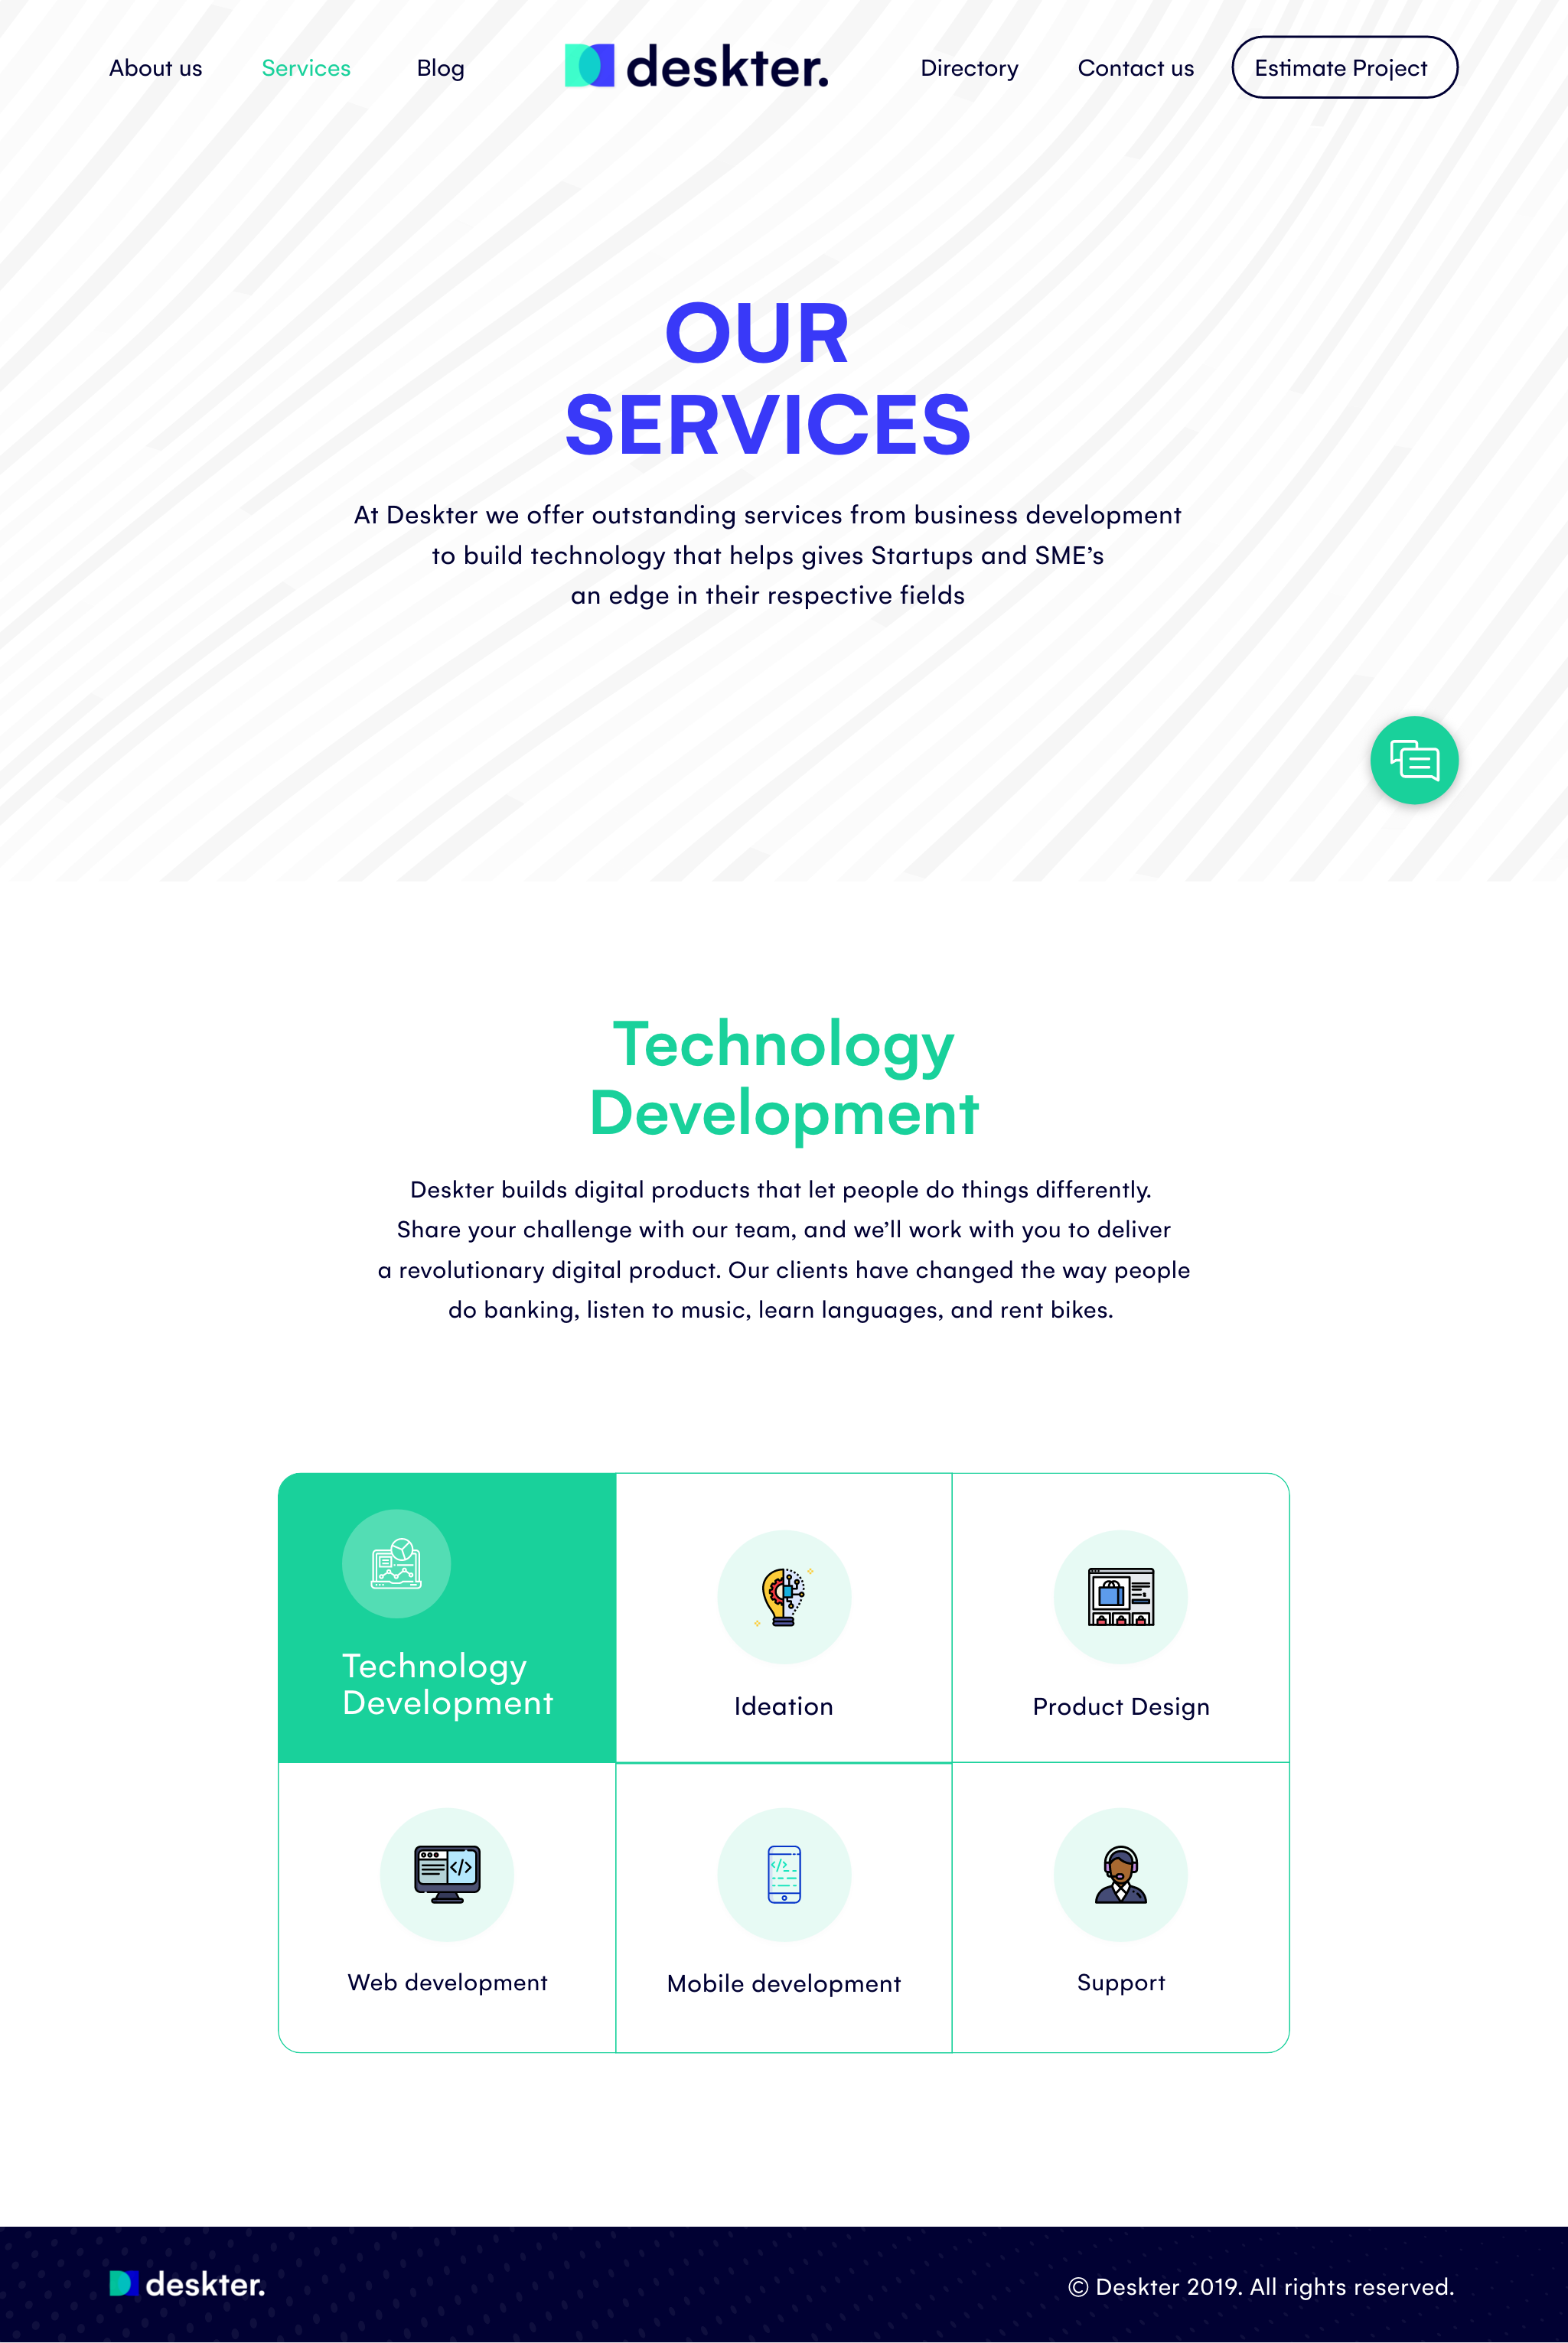 About us
Services
Blog
deskter.
Directory
Contact us
Estimate Project
OUR
SERVICES
At Deskter we offer outstanding services from business development
to build technology that helps gives Startups and SME’s
an edge in their respective fields
Technology
Development
Deskter builds digital products that let people do things differently.
Share your challenge with our team, and we’ll work with you to deliver
a revolutionary digital product. Our clients have changed the way people
do banking, listen to music, learn languages, and rent bikes.
Technology
Development
Ideation
Product Design
Web development
Mobile development
Support
deskter.
© Deskter 2019. All rights reserved.